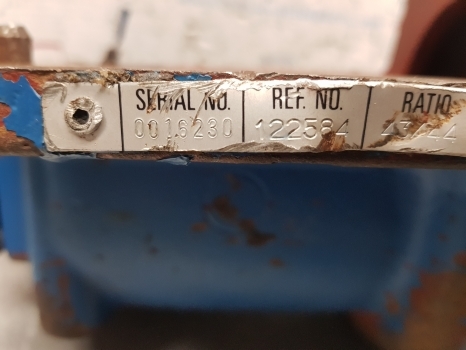 SERIAL NO. REF. NO. RATIO
0016230 122584